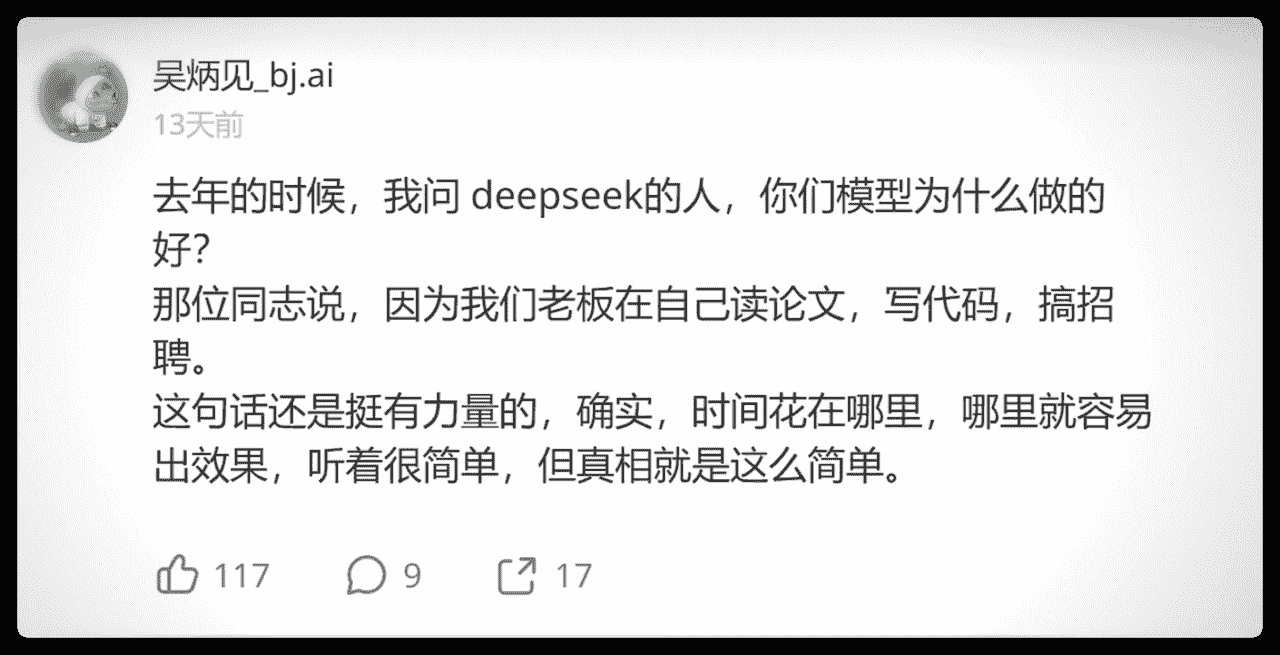 吴炳见_bj.ai
13天前
去年的时候，我问 deepseek的人，你们模型为什么做的
好？
那位同志说，因为我们老板在自己读论文，写代码，搞招
聘。
这句话还是挺有力量的，确实，时间花在哪里，哪里就容易
出效果，听着很简单，但真相就是这么简单。
117 9 17